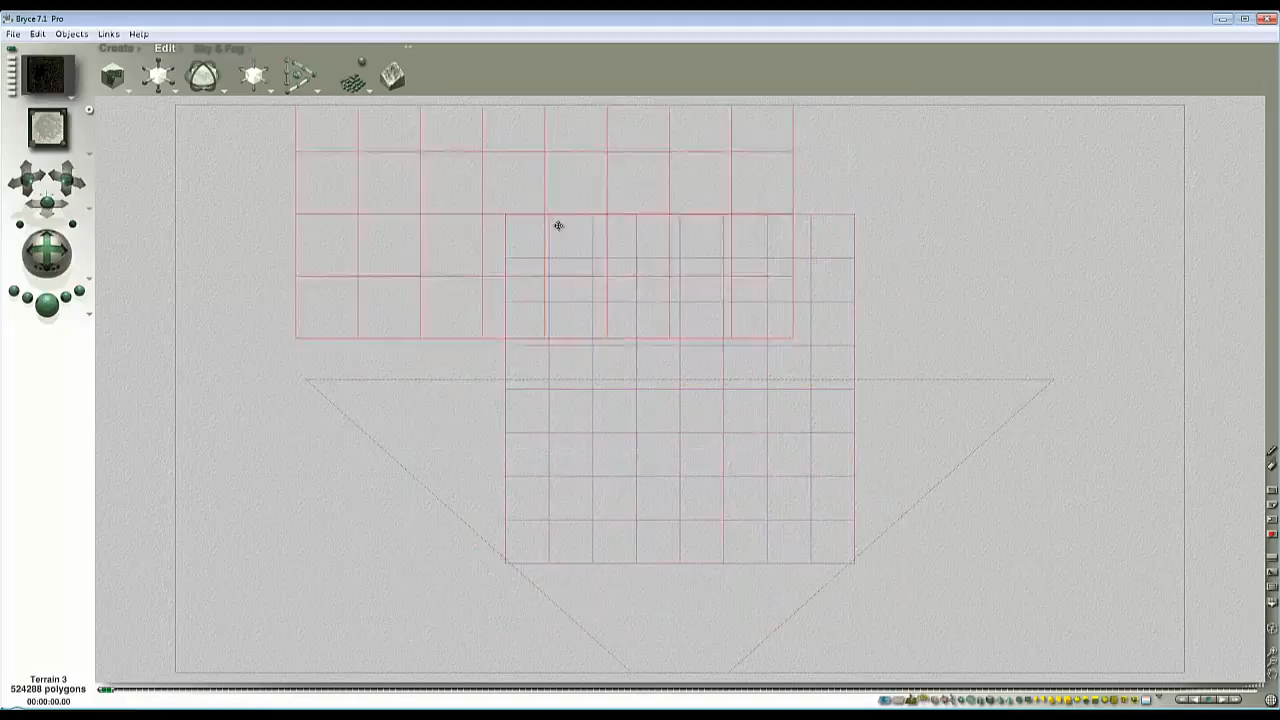 Bryce 7.1 Pro
File Edit Objects Links Help
Create Edit Sky & Fog
Terrain 3
524288 polygons
00:00:00.00